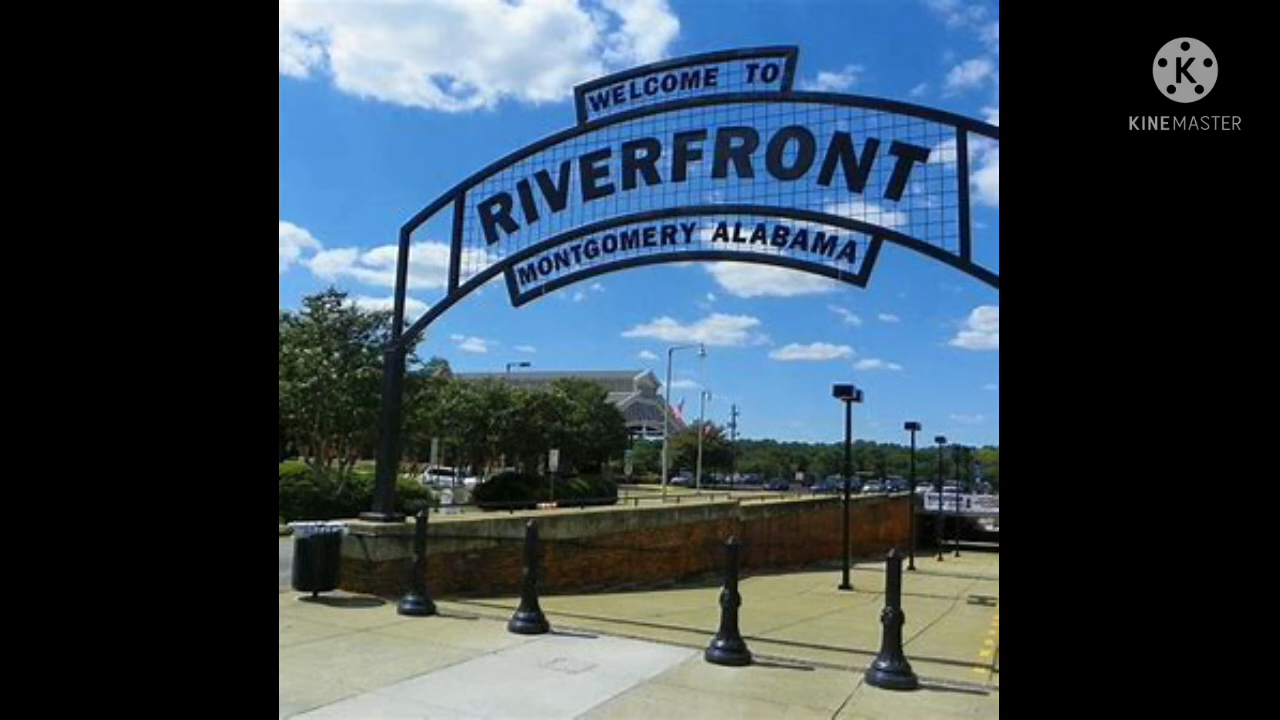 WELCOME TO
RIVERFRONT
MONTGOMERY ALABAMA
K
KINEMASTER